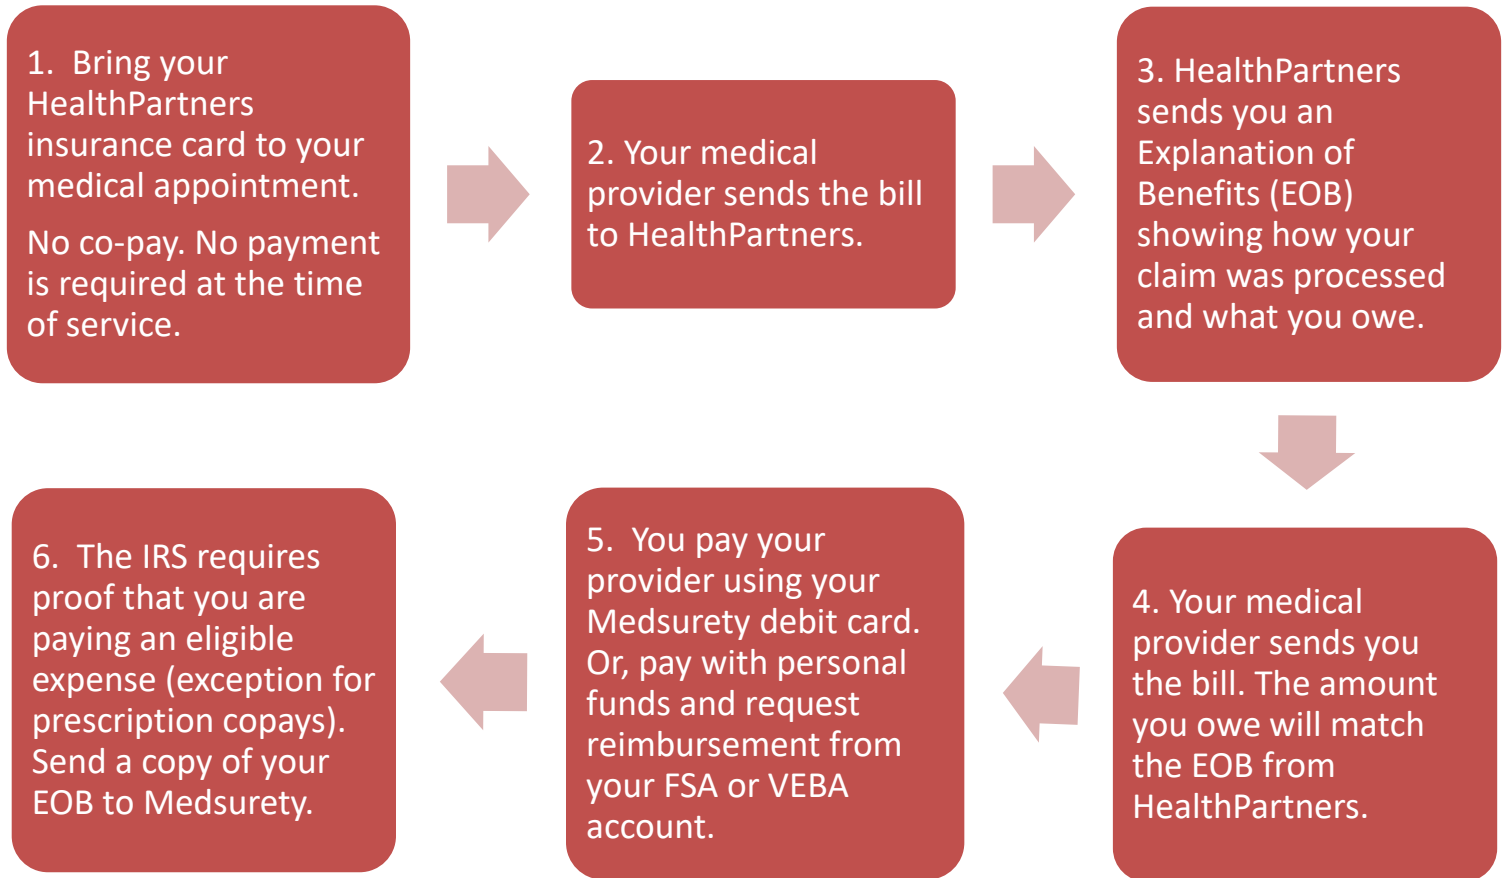 1.  Bring your
HealthPartners
insurance card to your
medical appointment.
No co-pay. No payment
is required at the time
of service.
2. Your medical
provider sends the bill
to HealthPartners.
3. HealthPartners
sends you an
Explanation of
Benefits (EOB)
showing how your
claim was processed
and what you owe.
4. Your medical
provider sends you
the bill. The amount
you owe will match
the EOB from
HealthPartners.
5.  You pay your
provider using your
Medsurety debit card.
Or, pay with personal
funds and request
reimbursement from
your FSA or VEBA
account.
6.  The IRS requires
proof that you are
paying an eligible
expense (exception for
prescription copays).
Send a copy of your
EOB to Medsurety.